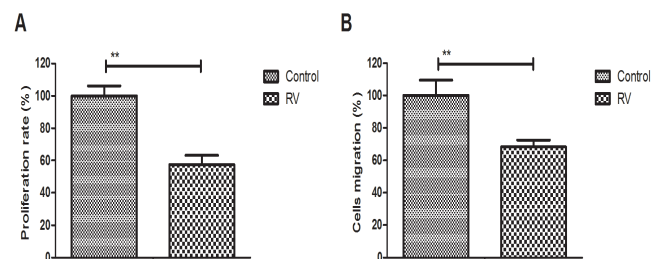 A
**
120
100
80
60
40
20
0
Proliferation rate (%)
Control
RV
B
**
120
100
80
60
40
20
0
Cells migration (%)
Control
RV